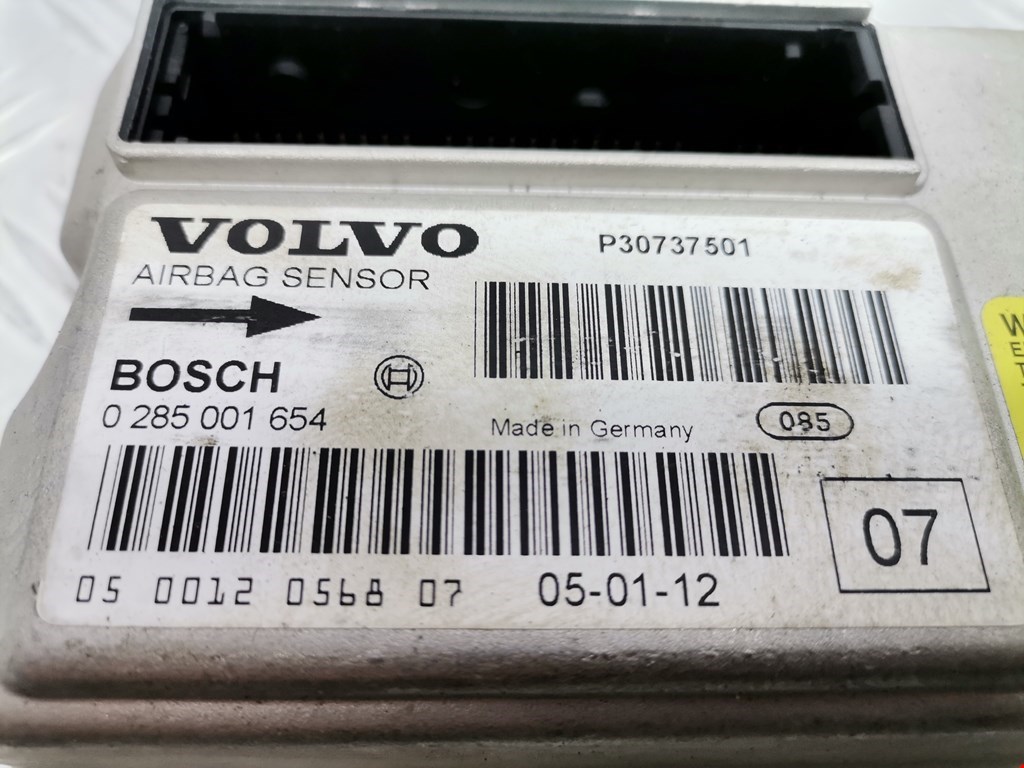 VOLVO
P30737501
AIRBAG SENSOR
BOSCH
0 285 001 654
Made in Germany
085
07
05 0012 0568 07
05-01-12